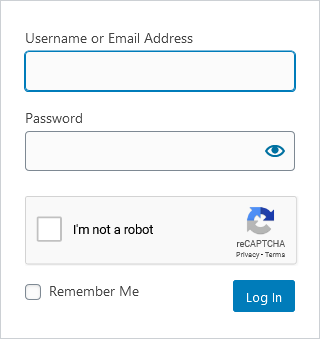 Username or Email Address
Password
I'm not a robot
reCAPTCHA
Privacy - Terms
Remember Me
Log In